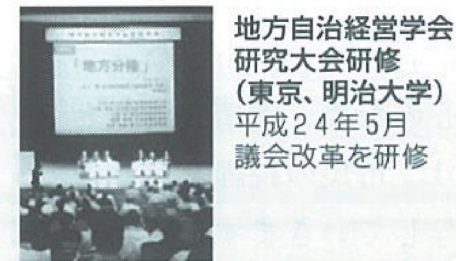 「地方分権」
地方自治経営学会
研究大会研修
(東京、明治大学)
平成24年5月
議会改革を研修